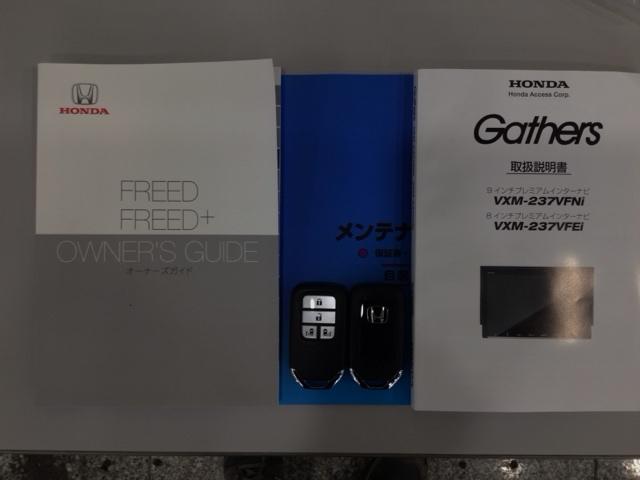 HONDA
FREED
FREED+
OWNER'S GUIDE
オーナーズガイド
メンテナ
保証書・
HONDA
Honda Access Corp.
Gathers
取扱説明書
9インチプレミアムインターナビ
VXM-237VFNi
8インチプレミアムインターナビ
VXM-237VFEi